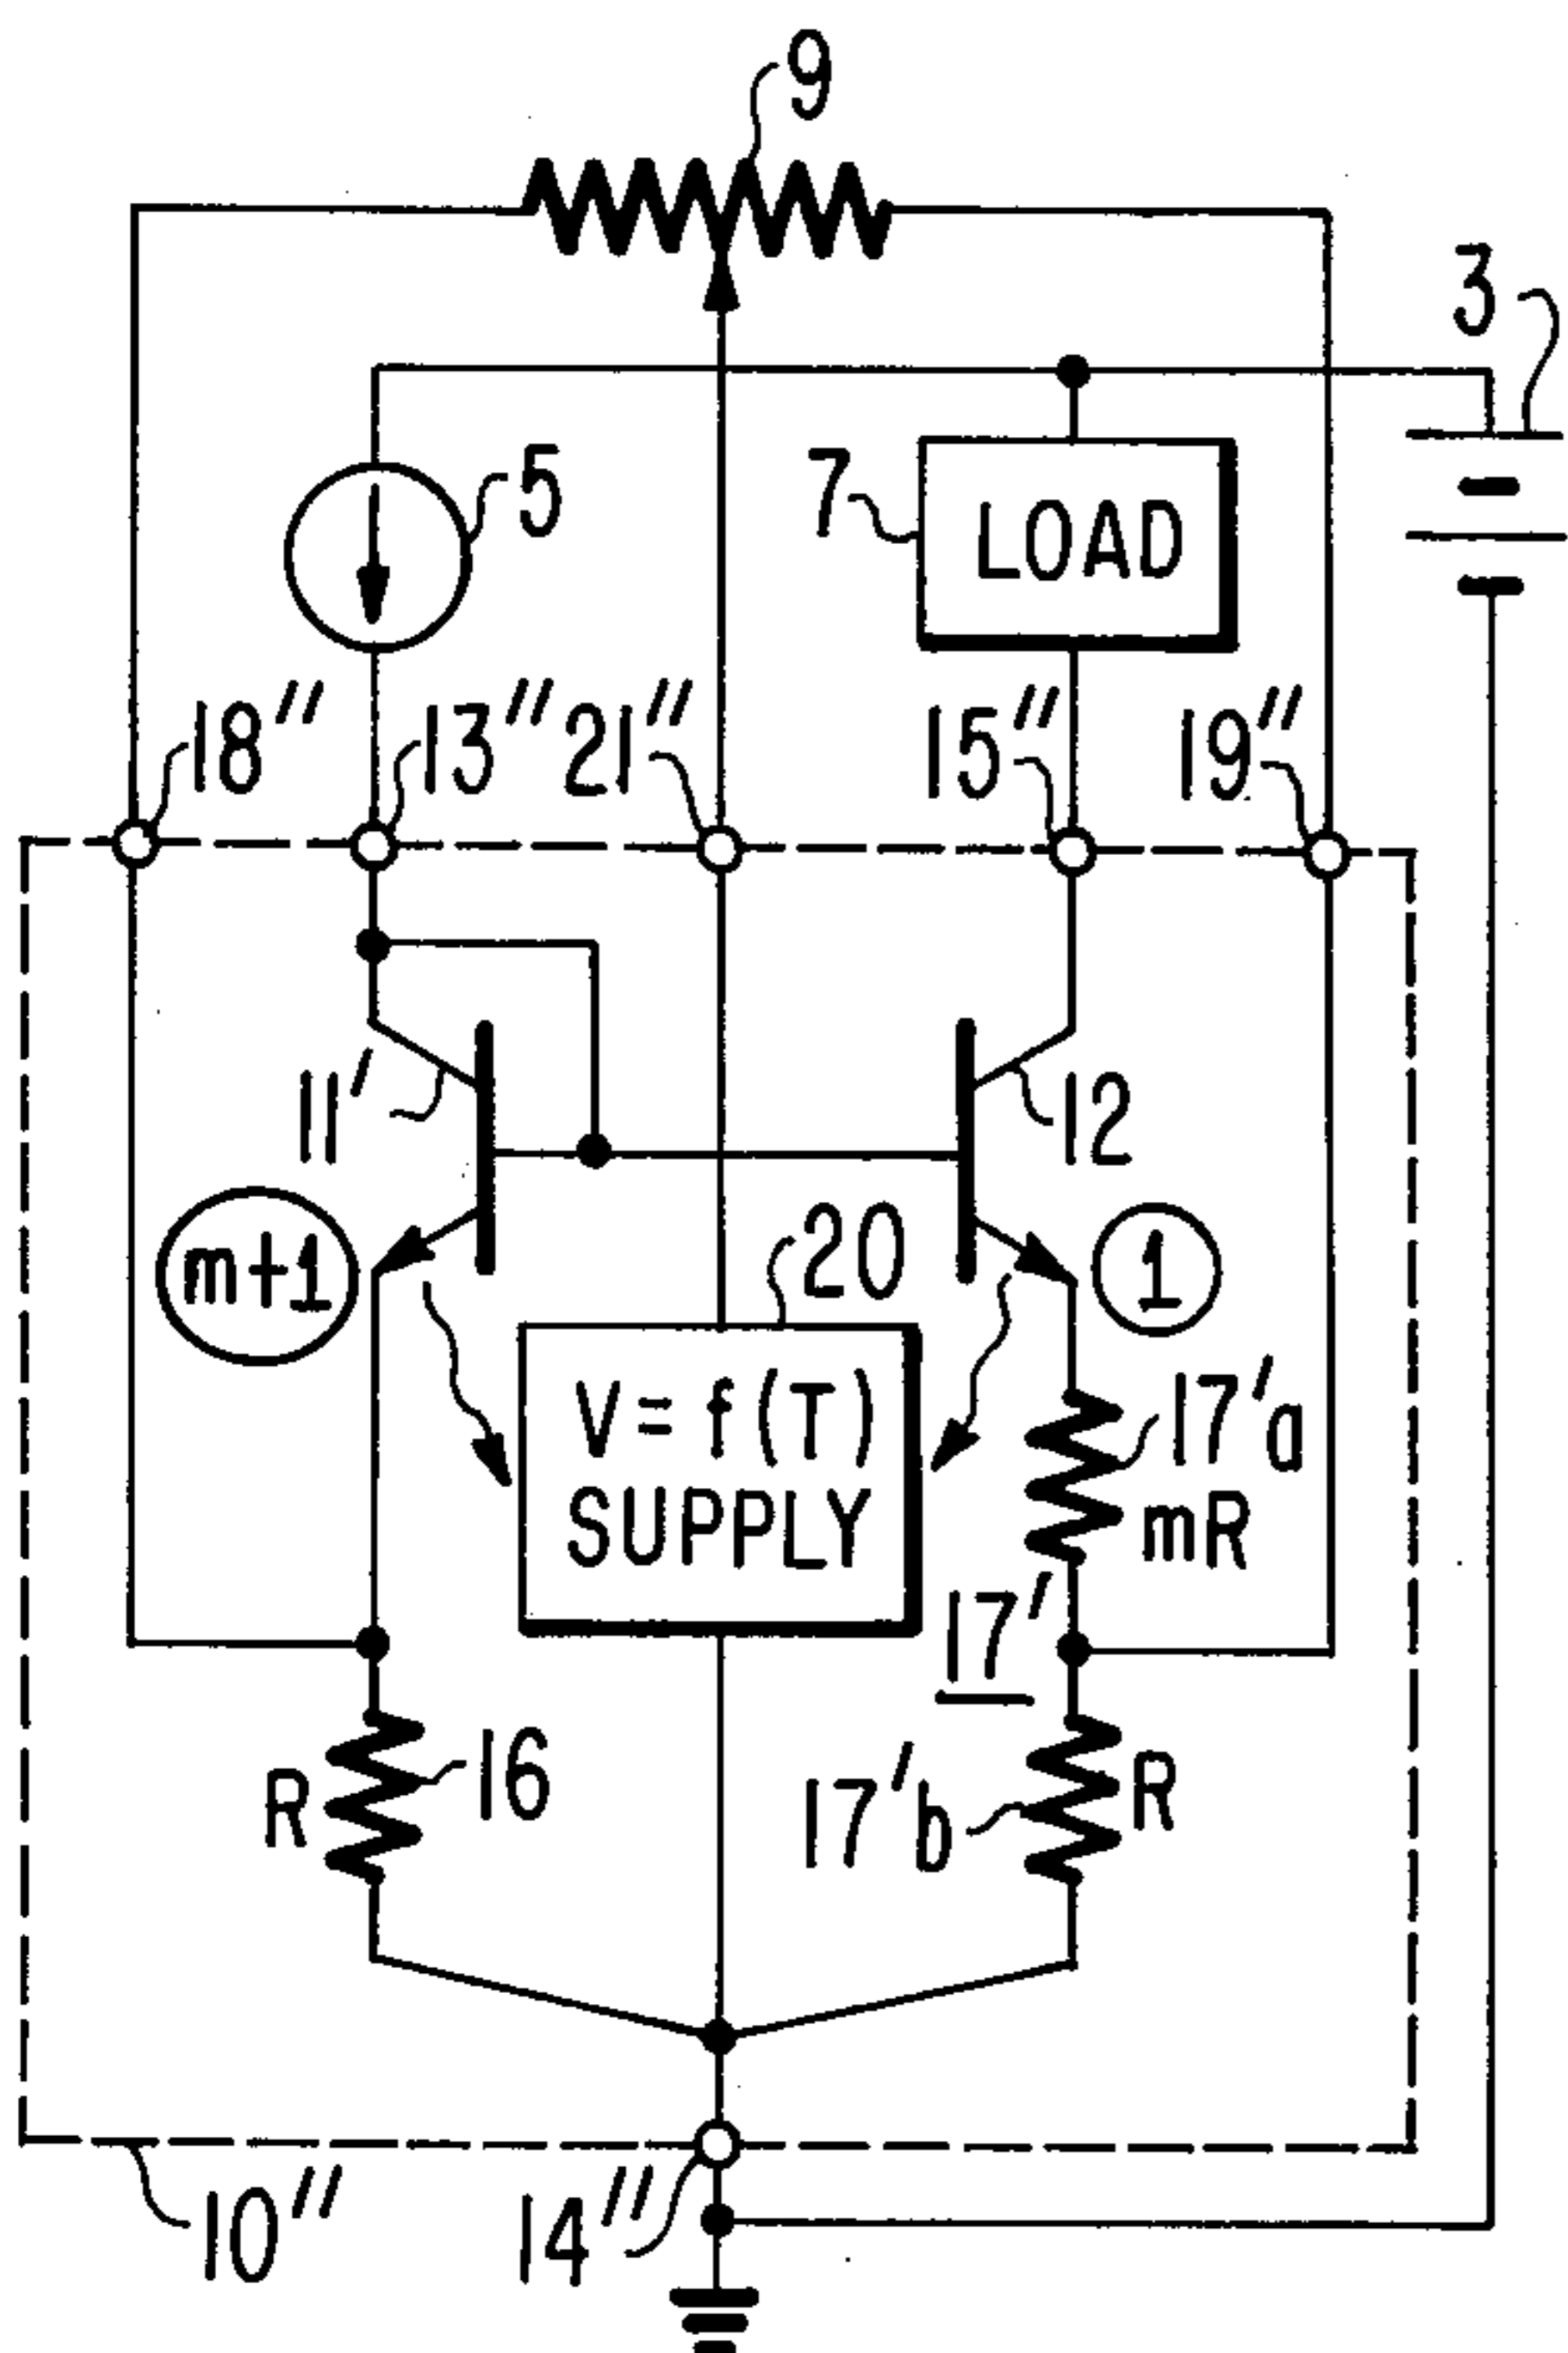 9
3
5
7
LOAD
18"
13"
21"
15"
19"
11'
12
m+1
20
1
V=f(T)
SUPPLY
17'a
mR
17'
R
16
17'b
R
10"
14"